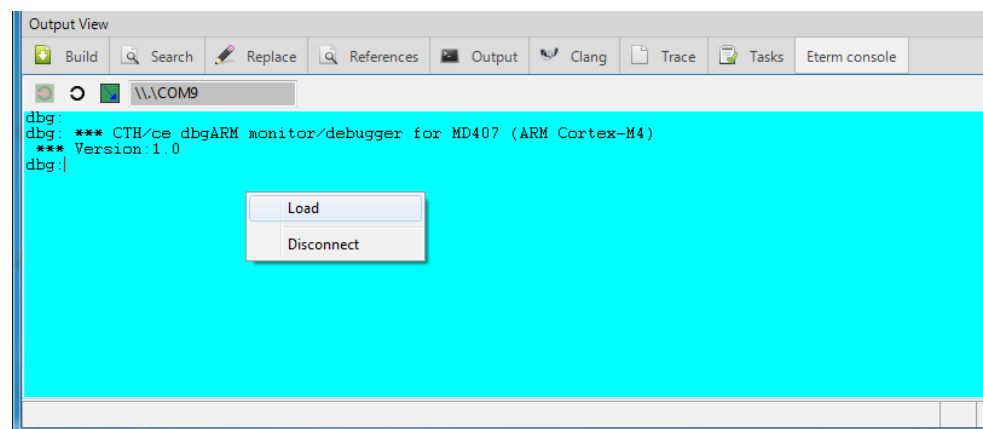 Output View
Build Search Replace References Output Clang Trace Tasks Eterm console
\\.\COM9
dbg:
dbg: *** CTH/ce dbgARM monitor/debugger for MD407 (ARM Cortex-M4)
*** Version:1.0
dbg:
Load
Disconnect